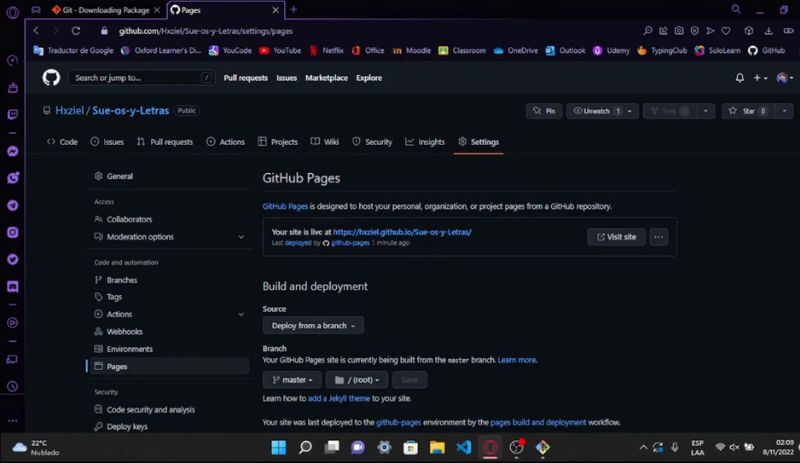 Git - Downloading Package
Pages
github.com/Hxziel/Sue-os-y-Letras/settings/pages
Traductor de Google
Oxford Learner's Di...
YouCode
YouTube
Netflix
Office
Moodle
Classroom
OneDrive
Outlook
Udemy
TypingClub
SoloLearn
GitHub
Search or jump to...
/
Pull requests
Issues
Marketplace
Explore
Hxziel / Sue-os-y-Letras
Public
Pin
Unwatch 1
Fork
Star 0
Code
Issues
Pull requests
Actions
Projects
Wiki
Security
Insights
Settings
General
Access
Collaborators
Moderation options
Code and automation
Branches
Tags
Actions
Webhooks
Environments
Pages
Security
Code security and analysis
Deploy keys
GitHub Pages
GitHub Pages is designed to host your personal, organization, or project pages from a GitHub repository.
Your site is live at https://hxziel.github.io/Sue-os-y-Letras/
Last deployed by github-pages 1 minute ago
Visit site
Build and deployment
Source
Deploy from a branch
Branch
Your GitHub Pages site is currently being built from the master branch. Learn more.
master
/ (root)
Save
Learn how to add a Jekyll theme to your site.
Your site was last deployed to the github-pages environment by the pages build and deployment workflow.
22°C
Nublado
ESP
LAA
02:09
8/11/2022